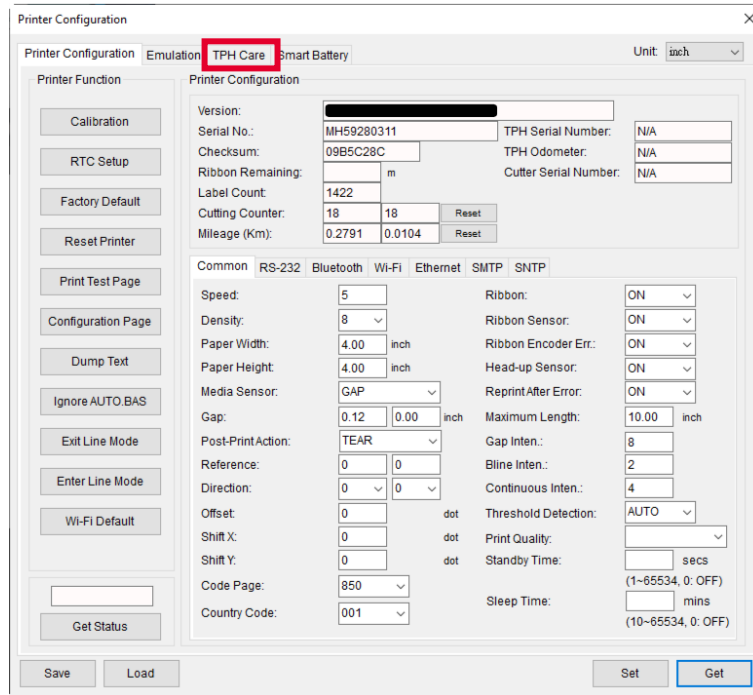 Printer Configuration
Printer Configuration Emulation TPH Care Smart Battery Unit: inch
Printer Function
Calibration
RTC Setup
Factory Default
Reset Printer
Print Test Page
Configuration Page
Dump Text
Ignore AUTO.BAS
Exit Line Mode
Enter Line Mode
Wi-Fi Default
Get Status
Printer Configuration
Version:
Serial No.: MH59280311 TPH Serial Number: N/A
Checksum: 09B5C28C TPH Odometer: N/A
Ribbon Remaining: m Cutter Serial Number: N/A
Label Count: 1422
Cutting Counter: 18 18 Reset
Mileage (Km): 0.2791 0.0104 Reset
Common RS-232 Bluetooth Wi-Fi Ethernet SMTP SNTP
Speed: 5 Ribbon: ON
Density: 8 Ribbon Sensor: ON
Paper Width: 4.00 inch Ribbon Encoder Err.: ON
Paper Height: 4.00 inch Head-up Sensor: ON
Media Sensor: GAP Reprint After Error: ON
Gap: 0.12 0.00 inch Maximum Length: 10.00 inch
Post-Print Action: TEAR Gap Inten.: 8
Reference: 0 0 Bline Inten.: 2
Direction: 0 0 Continuous Inten.: 4
Offset: 0 dot Threshold Detection: AUTO
Shift X: 0 dot Print Quality:
Shift Y: 0 dot Standby Time: secs
(1~65534, 0: OFF)
Code Page: 850
Sleep Time: mins
Country Code: 001
(10~65534, 0: OFF)
Save Load Set Get